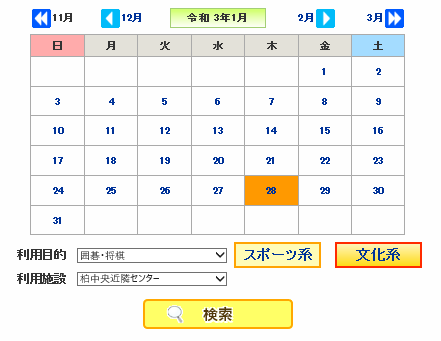 11月 12月 令和 3年1月 2月 3月
日 月 火 水 木 金 土
1 2
3 4 5 6 7 8 9
10 11 12 13 14 15 16
17 18 19 20 21 22 23
24 25 26 27 28 29 30
31
利用目的 囲碁・将棋 スポーツ系 文化系
利用施設 柏中央近隣センター
検索